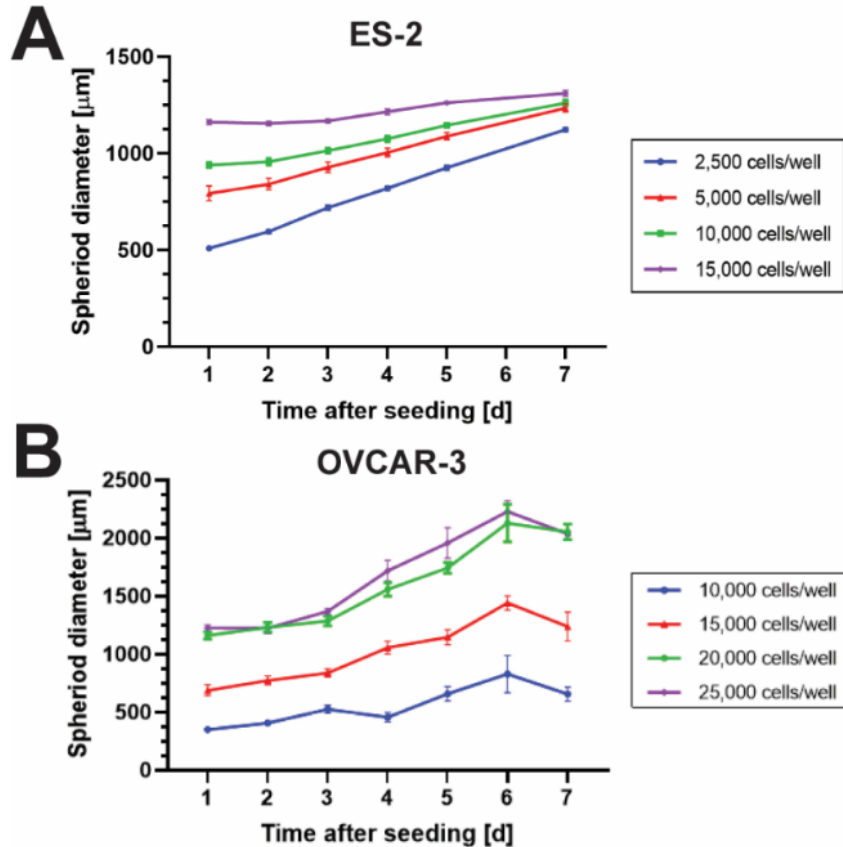 A
ES-2
Spheriod diameter [μm]
1500
1000
500
0
1 2 3 4 5 6 7
Time after seeding [d]
2,500 cells/well
5,000 cells/well
10,000 cells/well
15,000 cells/well
B
OVCAR-3
Spheriod diameter [μm]
2500
2000
1500
1000
500
0
1 2 3 4 5 6 7
Time after seeding [d]
10,000 cells/well
15,000 cells/well
20,000 cells/well
25,000 cells/well